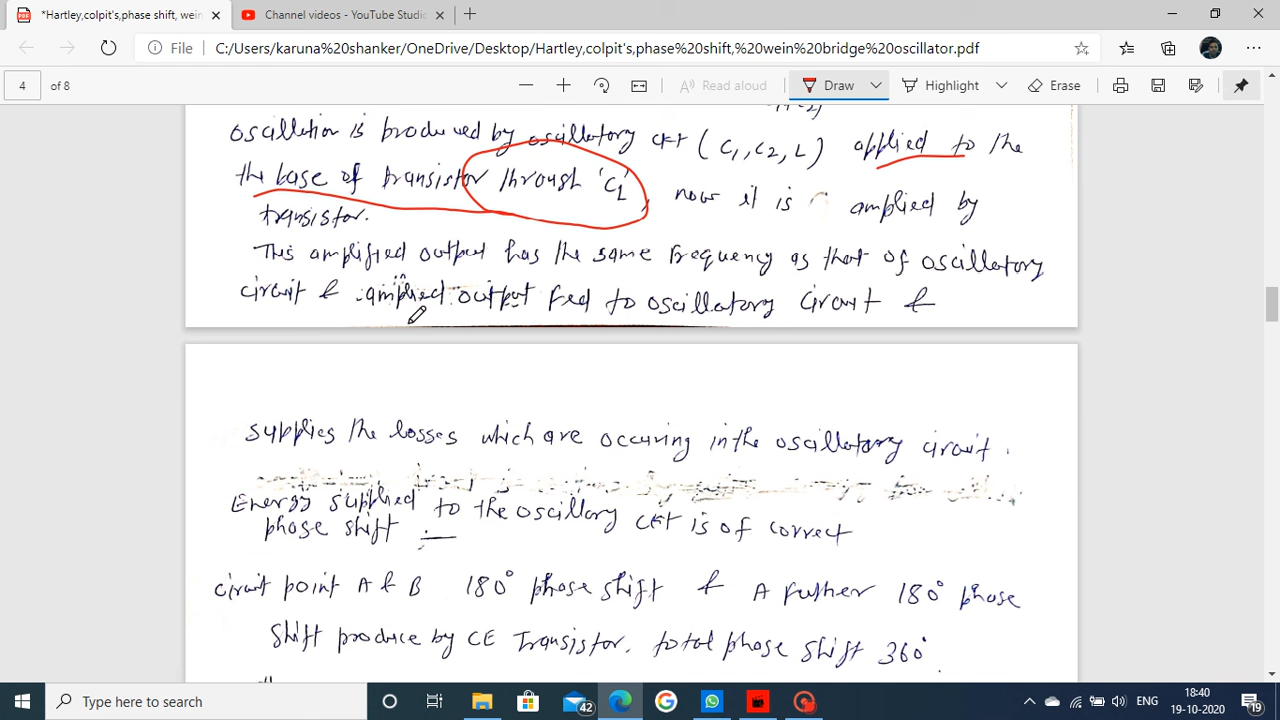 *Hartley,colpit's,phase shift, wein
Channel videos - YouTube Studio
File
C:/Users/karuna%20shanker/OneDrive/Desktop/Hartley,colpit's,phase%20shift,%20wein%20bridge%20oscillator.pdf
4 of 8
Read aloud
Draw
Highlight
Erase
oscillation is produced by oscillatory CKT (C1, C2, L) applied to the
the base of transistor through 'C1', now it is amplied by
transistor.
This amplified output has the same frequency as that of oscillatory
circuit & amplied output fed to oscillatory circuit &
supplies the losses which are occuring in the oscillatory circuit.
Energy supplied to the oscillory CKT is of correct
phase shift
circuit point A & B 180° phase shift & A further 180° phase
shift produce by CE Transistor. total phase shift 360°.
Type here to search
42
ENG
18:40
19-10-2020
19